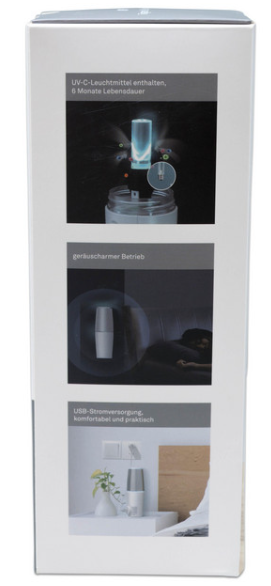 UV-C-Leuchtmittel enthalten,
6 Monate Lebensdauer
geräuscharmer Betrieb
USB-Stromversorgung,
komfortabel und praktisch